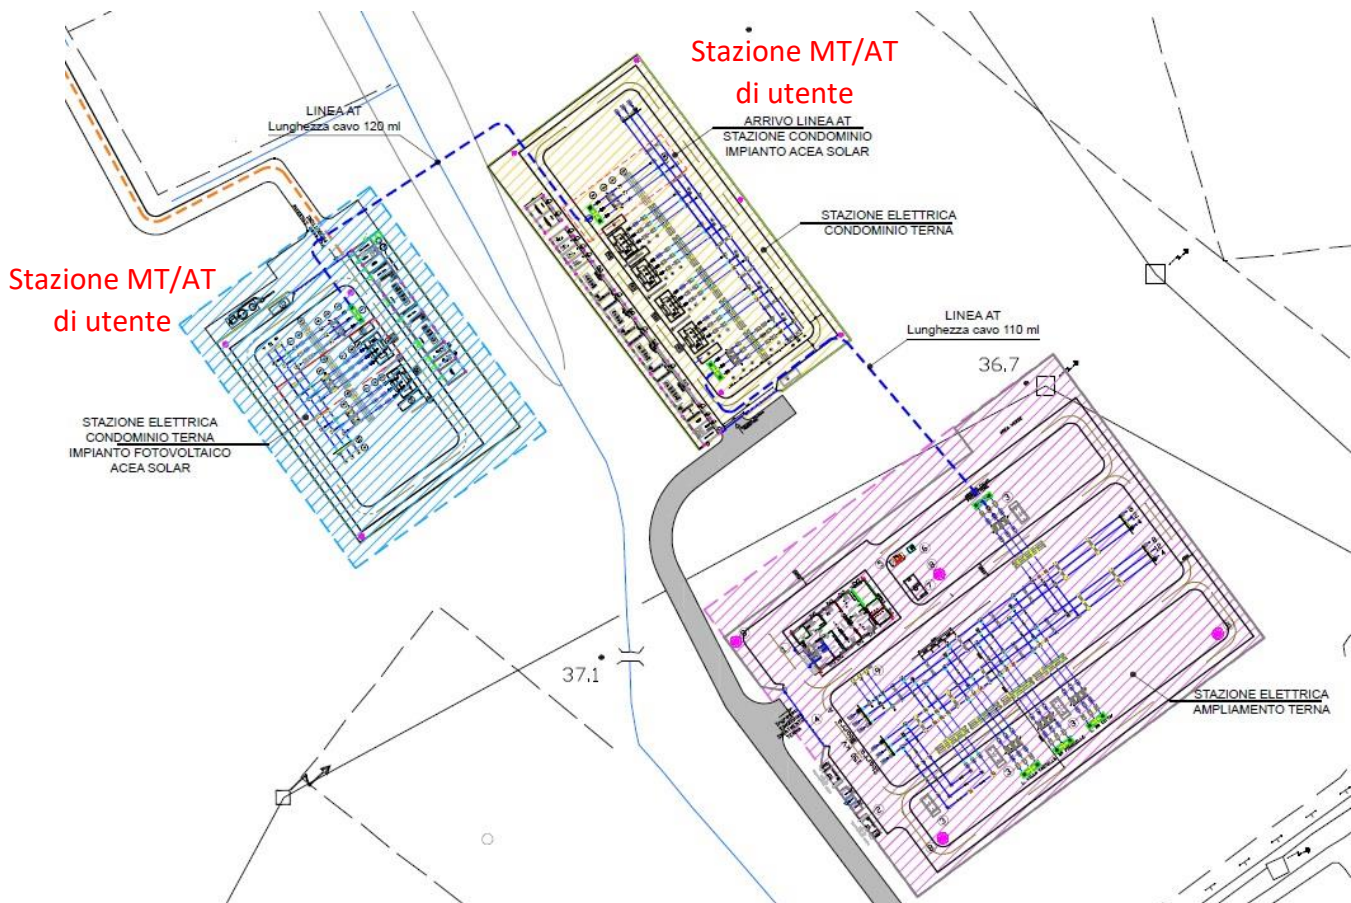 Stazione MT/AT
di utente
LINEA AT
Lunghezza cavo 120 ml
ARRIVO LINEA AT
STAZIONE CONDOMINIO
IMPIANTO ACEA SOLAR
STAZIONE ELETTRICA
CONDOMINIO TERNA
Stazione MT/AT
di utente
LINEA AT
Lunghezza cavo 110 ml
36.7
STAZIONE ELETTRICA
CONDOMINIO TERNA
IMPIANTO FOTOVOLTAICO
ACEA SOLAR
37.1
STAZIONE ELETTRICA
AMPLIAMENTO TERNA